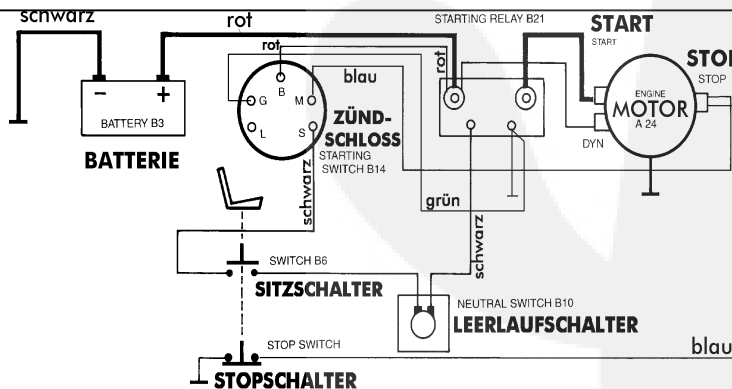 schwarz
rot
STARTING RELAY B21
START
START
rot
rot
blau
STOP
B
G
M
L
S
- +
BATTERY B3
BATTERIE
ZÜND-
SCHLOSS
STARTING
SWITCH B14
ENGINE
MOTOR
A 24
DYN
schwarz
grün
schwarz
SWITCH B6
SITZSCHALTER
NEUTRAL SWITCH B10
LEERLAUFSCHALTER
STOP SWITCH
STOPSCHALTER
blau